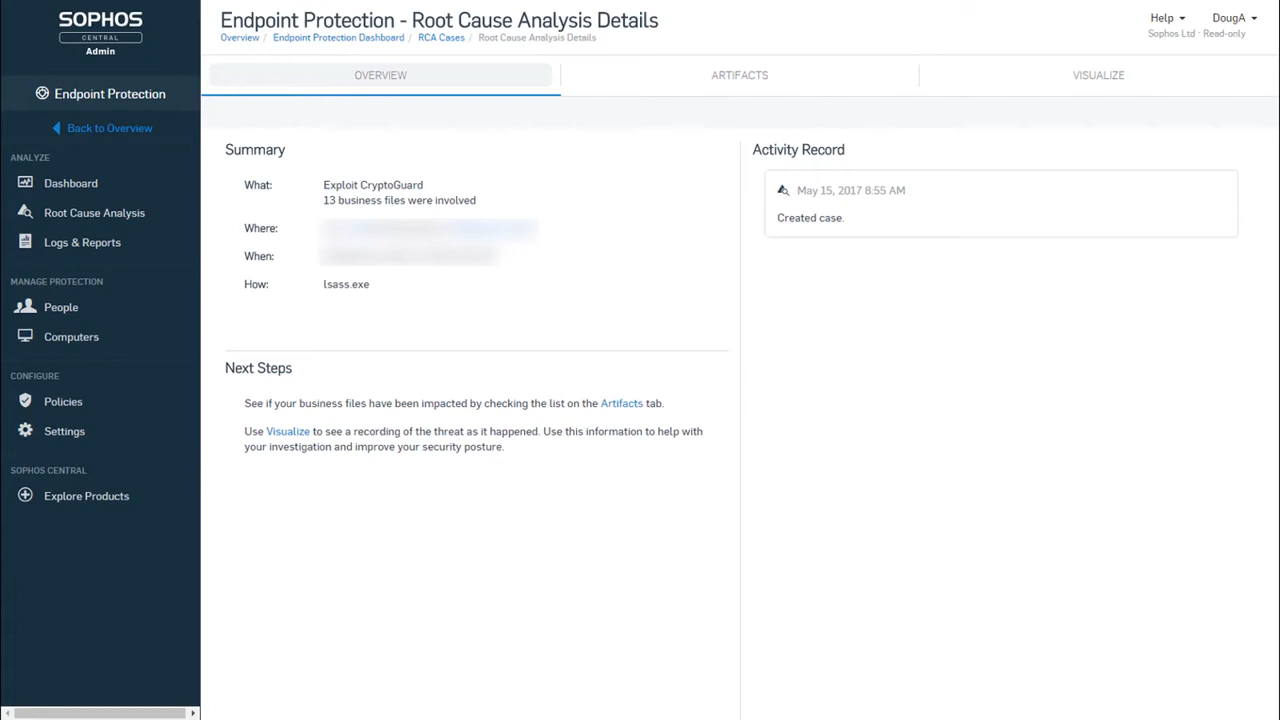 SOPHOS
CENTRAL
Admin
Endpoint Protection
Back to Overview
ANALYZE
Dashboard
Root Cause Analysis
Logs & Reports
MANAGE PROTECTION
People
Computers
CONFIGURE
Policies
Settings
SOPHOS CENTRAL
Explore Products
Endpoint Protection - Root Cause Analysis Details
Overview / Endpoint Protection Dashboard / RCA Cases / Root Cause Analysis Details
Help
DougA
Sophos Ltd · Read-only
OVERVIEW
ARTIFACTS
VISUALIZE
Summary
What: Exploit CryptoGuard
13 business files were involved
Where:
When:
How: lsass.exe
Next Steps
See if your business files have been impacted by checking the list on the Artifacts tab.
Use Visualize to see a recording of the threat as it happened. Use this information to help with
your investigation and improve your security posture.
Activity Record
May 15, 2017 8:55 AM
Created case.